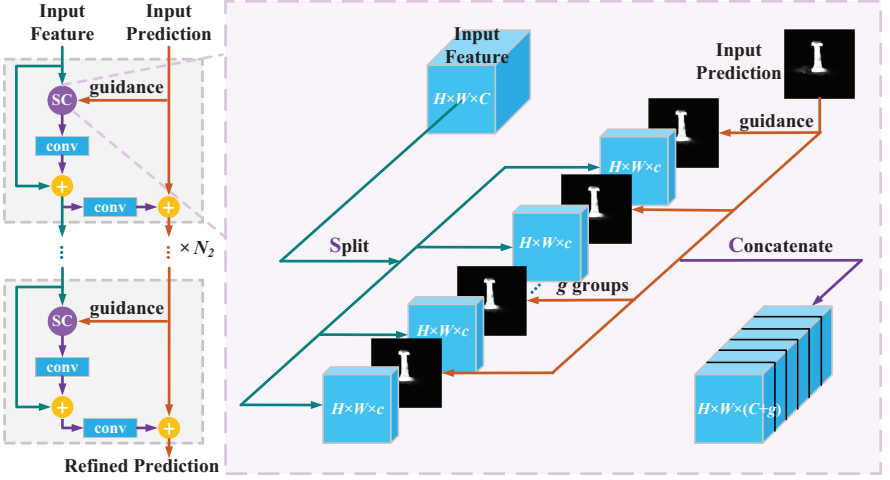 Input
Feature
Input
Prediction
SC
guidance
conv
+
conv
+
× N2
SC
guidance
conv
+
conv
+
Refined Prediction
Input
Feature
H×W×C
Input
Prediction
guidance
H×W×c
H×W×c
Split
Concatenate
g groups
H×W×c
H×W×c
H×W×(C+g)